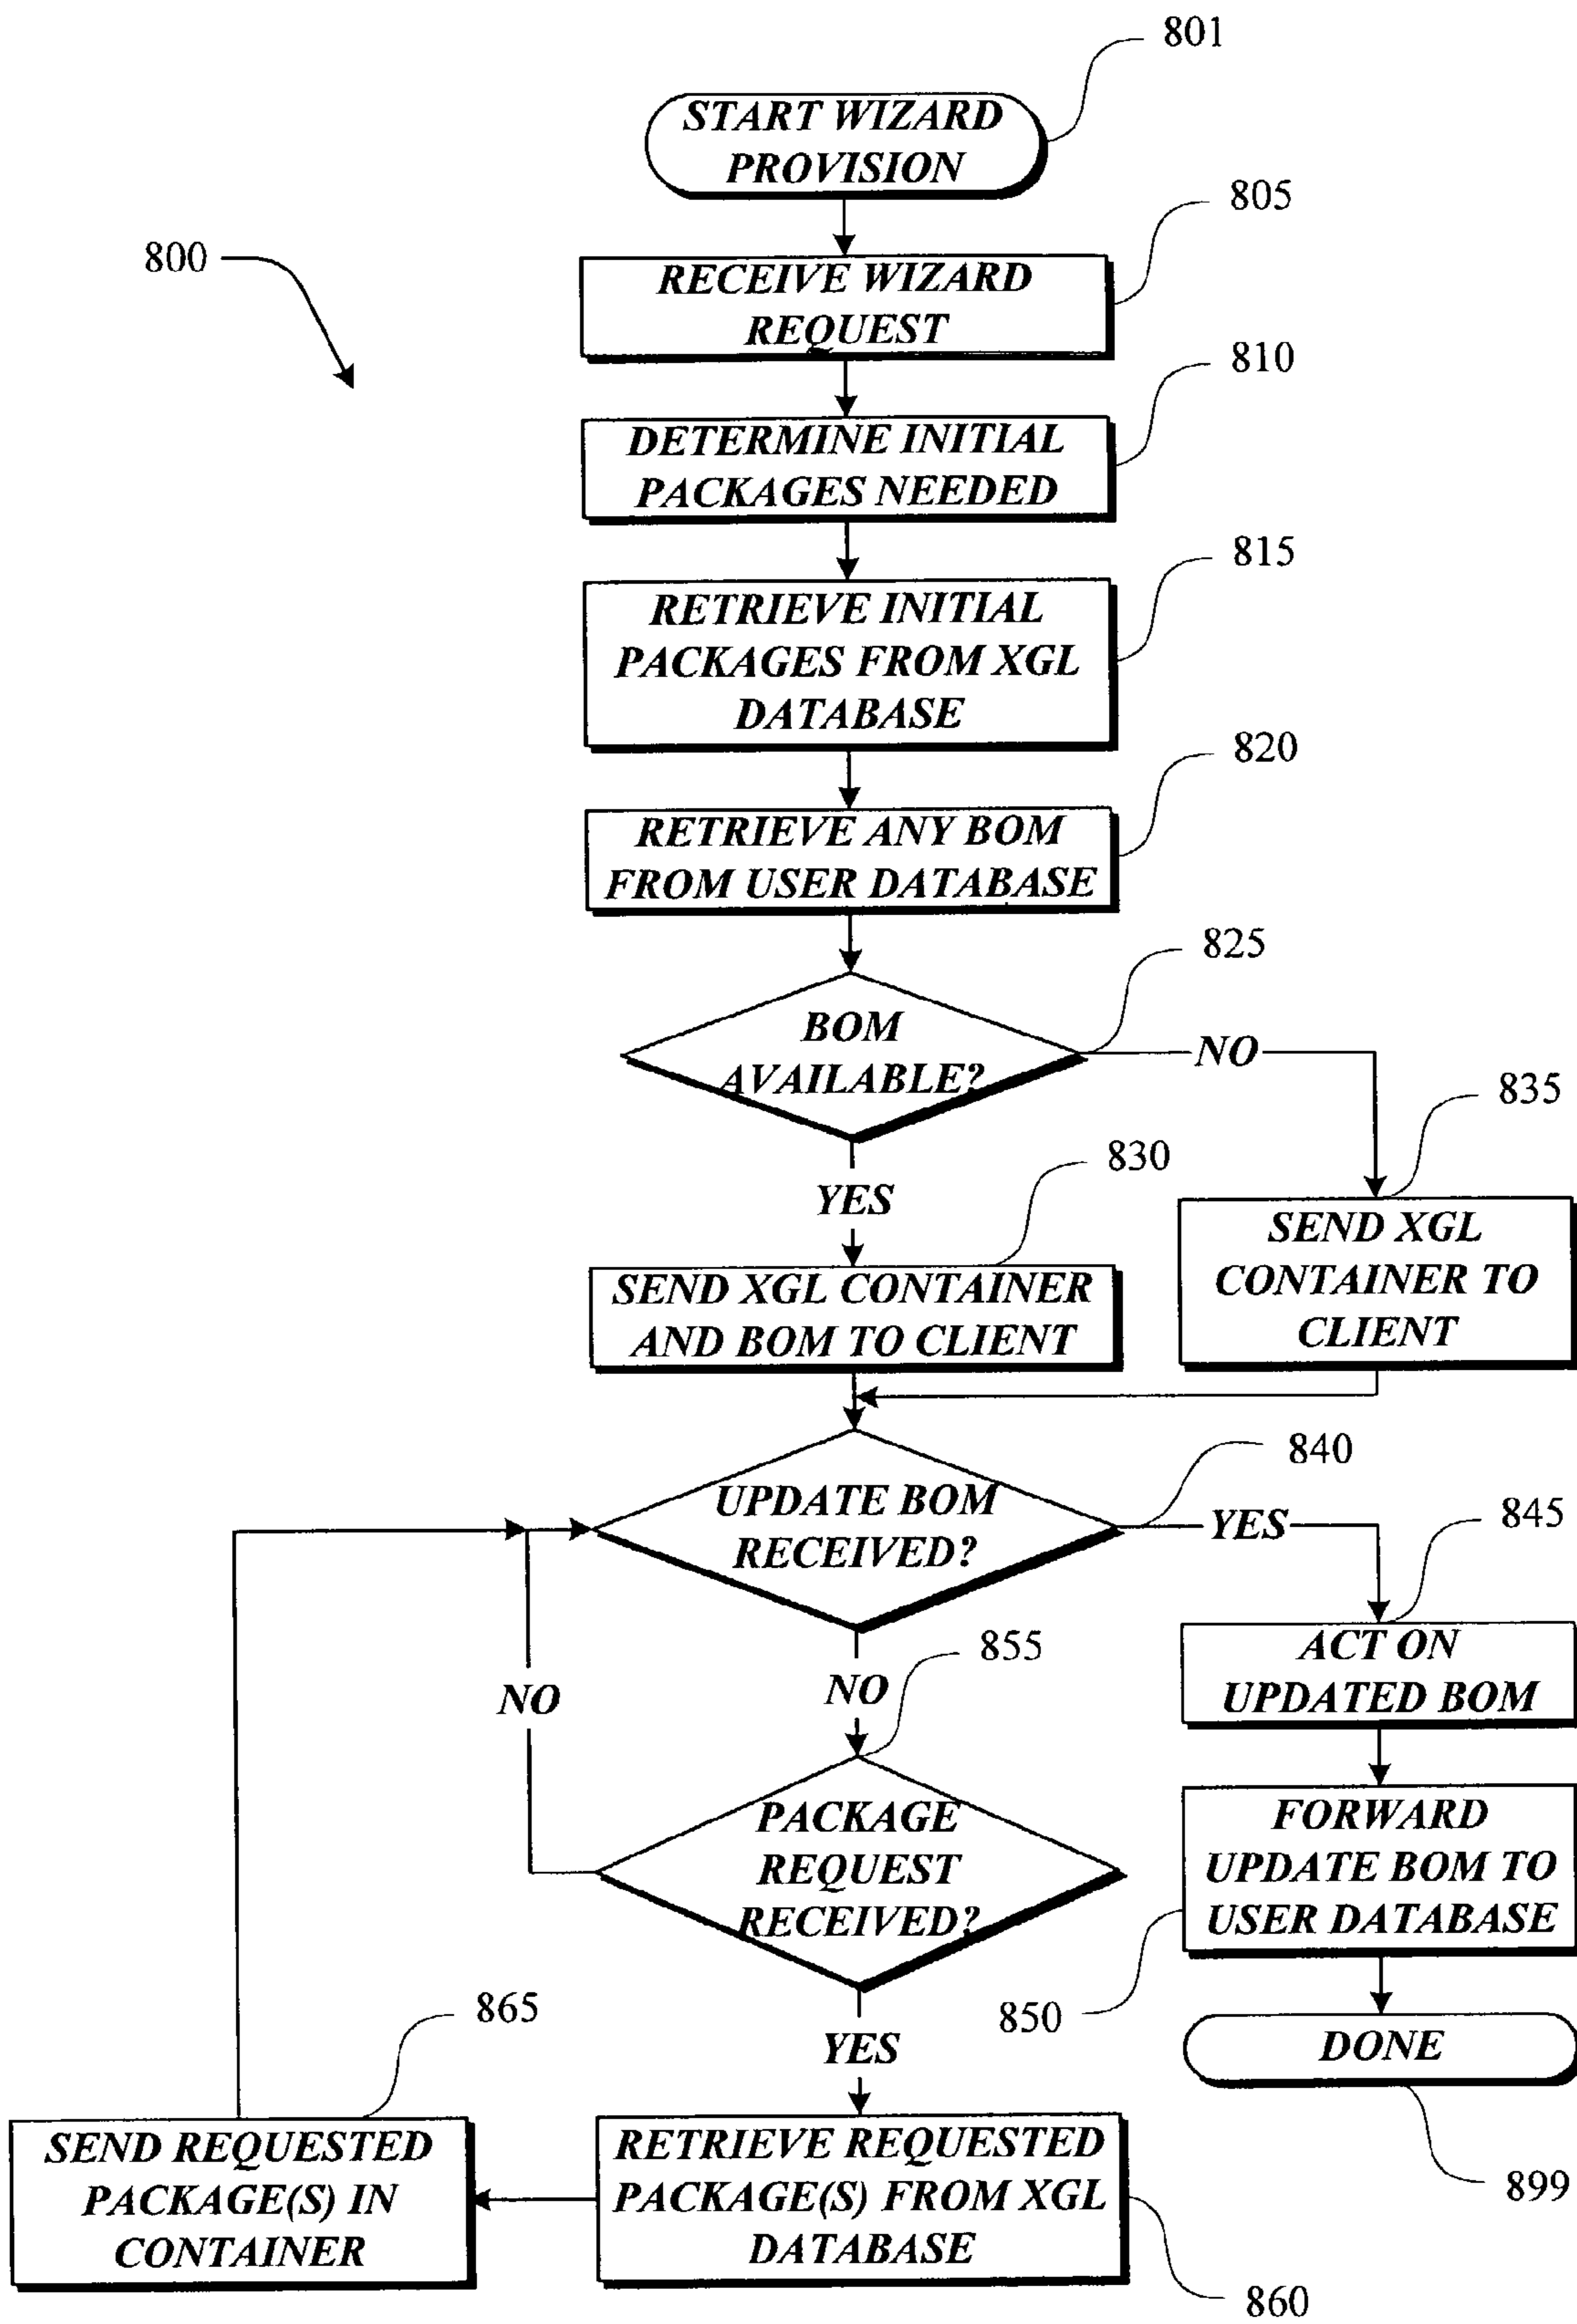 801
START WIZARD
PROVISION
805
800
RECEIVE WIZARD
REQUEST
810
DETERMINE INITIAL
PACKAGES NEEDED
815
RETRIEVE INITIAL
PACKAGES FROM XGL
DATABASE
820
RETRIEVE ANY BOM
FROM USER DATABASE
825
BOM
AVAILABLE?
NO
835
830
YES
SEND XGL
CONTAINER TO
CLIENT
SEND XGL CONTAINER
AND BOM TO CLIENT
840
UPDATE BOM
RECEIVED?
YES
845
855
NO
NO
ACT ON
UPDATED BOM
PACKAGE
REQUEST
RECEIVED?
FORWARD
UPDATE BOM TO
USER DATABASE
850
865
YES
DONE
899
SEND REQUESTED
PACKAGE(S) IN
CONTAINER
RETRIEVE REQUESTED
PACKAGE(S) FROM XGL
DATABASE
860